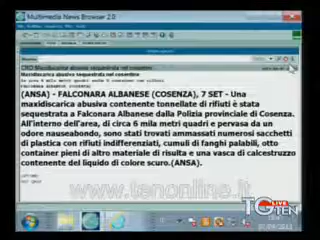 Multimedia News Browser 2.0
Maxidiscarica abusiva sequestrata nel cosentino
(ANSA) - FALCONARA ALBANESE (COSENZA), 7 SET - Una
maxidiscarica abusiva contenente tonnellate di rifiuti è stata
sequestrata a Falconara Albanese dalla Polizia provinciale di Cosenza.
All'interno dell'area, di circa 6 mila metri quadri e pervasa da un
odore nauseabondo, sono stati trovati ammassati numerosi sacchetti
di plastica con rifiuti indifferenziati, cumuli di fanghi palabili, otto
container pieni di altro materiale di risulta e una vasca di calcestruzzo
contenente del liquido di colore scuro.(ANSA).
www.tenonline.it
TG LIVE
TEN